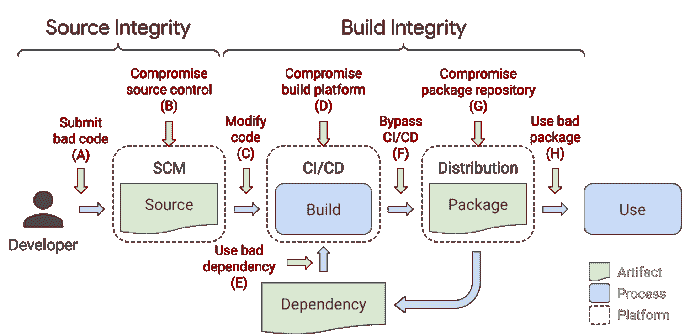 Source Integrity
Build Integrity
Compromise
source control
(B)
Compromise
build platform
(D)
Compromise
package repository
(G)
Submit
bad code
(A)
Modify
code
(C)
Bypass
CI/CD
(F)
Use bad
package
(H)
SCM
CI/CD
Distribution
Source
Build
Package
Use
Developer
Use bad
dependency
(E)
Dependency
Artifact
Process
Platform